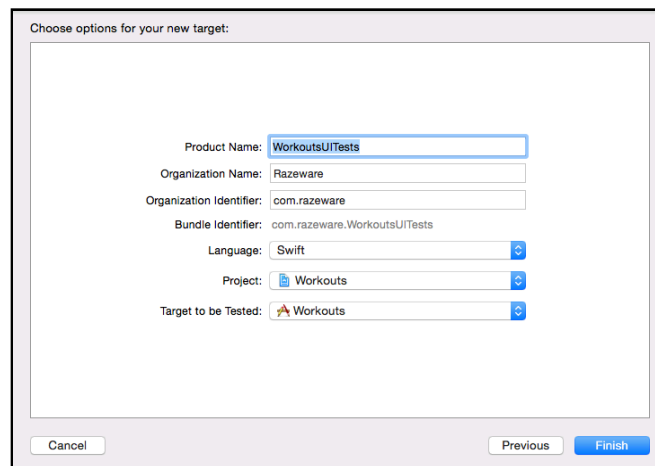 Choose options for your new target:
Product Name: WorkoutsUITests
Organization Name: Razeware
Organization Identifier: com.razeware
Bundle Identifier: com.razeware.WorkoutsUITests
Language: Swift
Project: Workouts
Target to be Tested: Workouts
Cancel Previous Finish